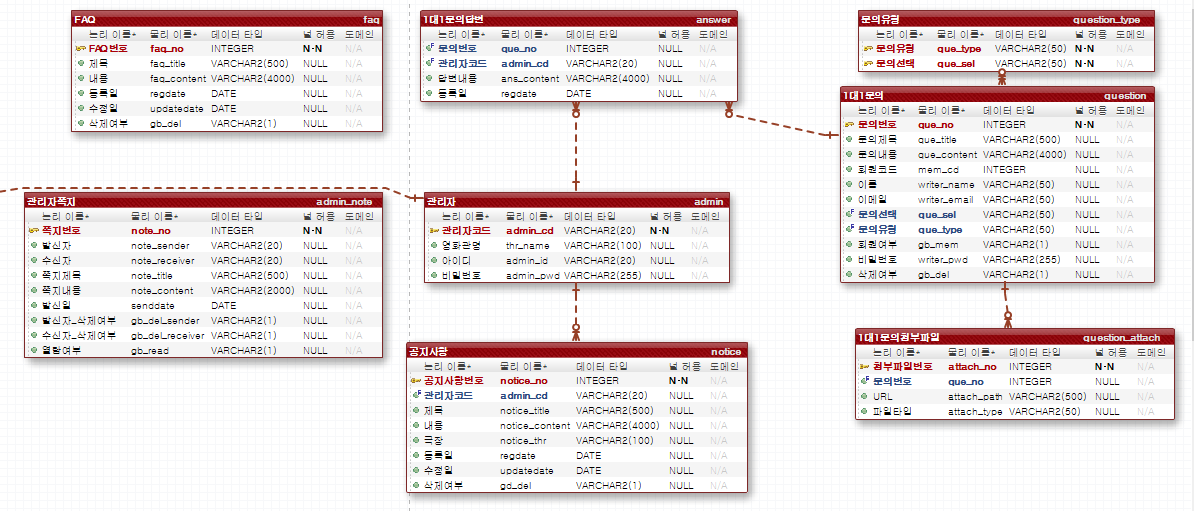 FAQ faq
논리 이름* 물리 이름* 데이터 타입 널 허용 도메인
FAQ번호 faq_no INTEGER N-N N/A
제목 faq_title VARCHAR2(500) NULL N/A
내용 faq_content VARCHAR2(4000) NULL N/A
등록일 regdate DATE NULL N/A
수정일 updatedate DATE NULL N/A
삭제여부 gb_del VARCHAR2(1) NULL N/A
1대1문의답변 answer
논리 이름* 물리 이름* 데이터 타입 널 허용 도메인
문의번호 que_no INTEGER NULL N/A
관리자코드 admin_cd VARCHAR2(20) NULL N/A
답변내용 ans_content VARCHAR2(4000) NULL N/A
등록일 regdate DATE NULL N/A
문의유형 question_type
논리 이름* 물리 이름* 데이터 타입 널 허용 도메인
문의유형 que_type VARCHAR2(50) N-N N/A
문의선택 que_sel VARCHAR2(50) N-N N/A
1대1문의 question
논리 이름* 물리 이름* 데이터 타입 널 허용 도메인
문의번호 que_no INTEGER N-N N/A
문의제목 que_title VARCHAR2(500) NULL N/A
문의내용 que_content VARCHAR2(4000) NULL N/A
회원코드 mem_cd INTEGER NULL N/A
이름 writer_name VARCHAR2(50) NULL N/A
이메일 writer_email VARCHAR2(50) NULL N/A
문의선택 que_sel VARCHAR2(50) NULL N/A
문의유형 que_type VARCHAR2(50) NULL N/A
회원여부 gb_mem VARCHAR2(1) NULL N/A
비밀번호 writer_pwd VARCHAR2(255) NULL N/A
삭제여부 gb_del VARCHAR2(1) NULL N/A
관리자쪽지 admin_note
논리 이름* 물리 이름* 데이터 타입 널 허용 도메인
쪽지번호 note_no INTEGER N-N N/A
발신자 note_sender VARCHAR2(20) NULL N/A
수신자 note_receiver VARCHAR2(20) NULL N/A
쪽지제목 note_title VARCHAR2(500) NULL N/A
쪽지내용 note_content VARCHAR2(2000) NULL N/A
발신일 senddate DATE NULL N/A
발신자_삭제여부 gb_del_sender VARCHAR2(1) NULL N/A
수신자_삭제여부 gb_del_receiver VARCHAR2(1) NULL N/A
열람여부 gb_read VARCHAR2(1) NULL N/A
관리자 admin
논리 이름* 물리 이름* 데이터 타입 널 허용 도메인
관리자코드 admin_cd VARCHAR2(20) N-N N/A
영화관명 thr_name VARCHAR2(100) NULL N/A
아이디 admin_id VARCHAR2(20) NULL N/A
비밀번호 admin_pwd VARCHAR2(255) NULL N/A
공지사항 notice
논리 이름* 물리 이름* 데이터 타입 널 허용 도메인
공지사항번호 notice_no INTEGER N-N N/A
관리자코드 admin_cd VARCHAR2(20) NULL N/A
제목 notice_title VARCHAR2(500) NULL N/A
내용 notice_content VARCHAR2(4000) NULL N/A
극장 notice_thr VARCHAR2(100) NULL N/A
등록일 regdate DATE NULL N/A
수정일 updatedate DATE NULL N/A
삭제여부 gd_del VARCHAR2(1) NULL N/A
1대1문의첨부파일 question_attach
논리 이름* 물리 이름* 데이터 타입 널 허용 도메인
첨부파일번호 attach_no INTEGER N-N N/A
문의번호 que_no INTEGER NULL N/A
URL attach_path VARCHAR2(500) NULL N/A
파일타입 attach_type VARCHAR2(50) NULL N/A